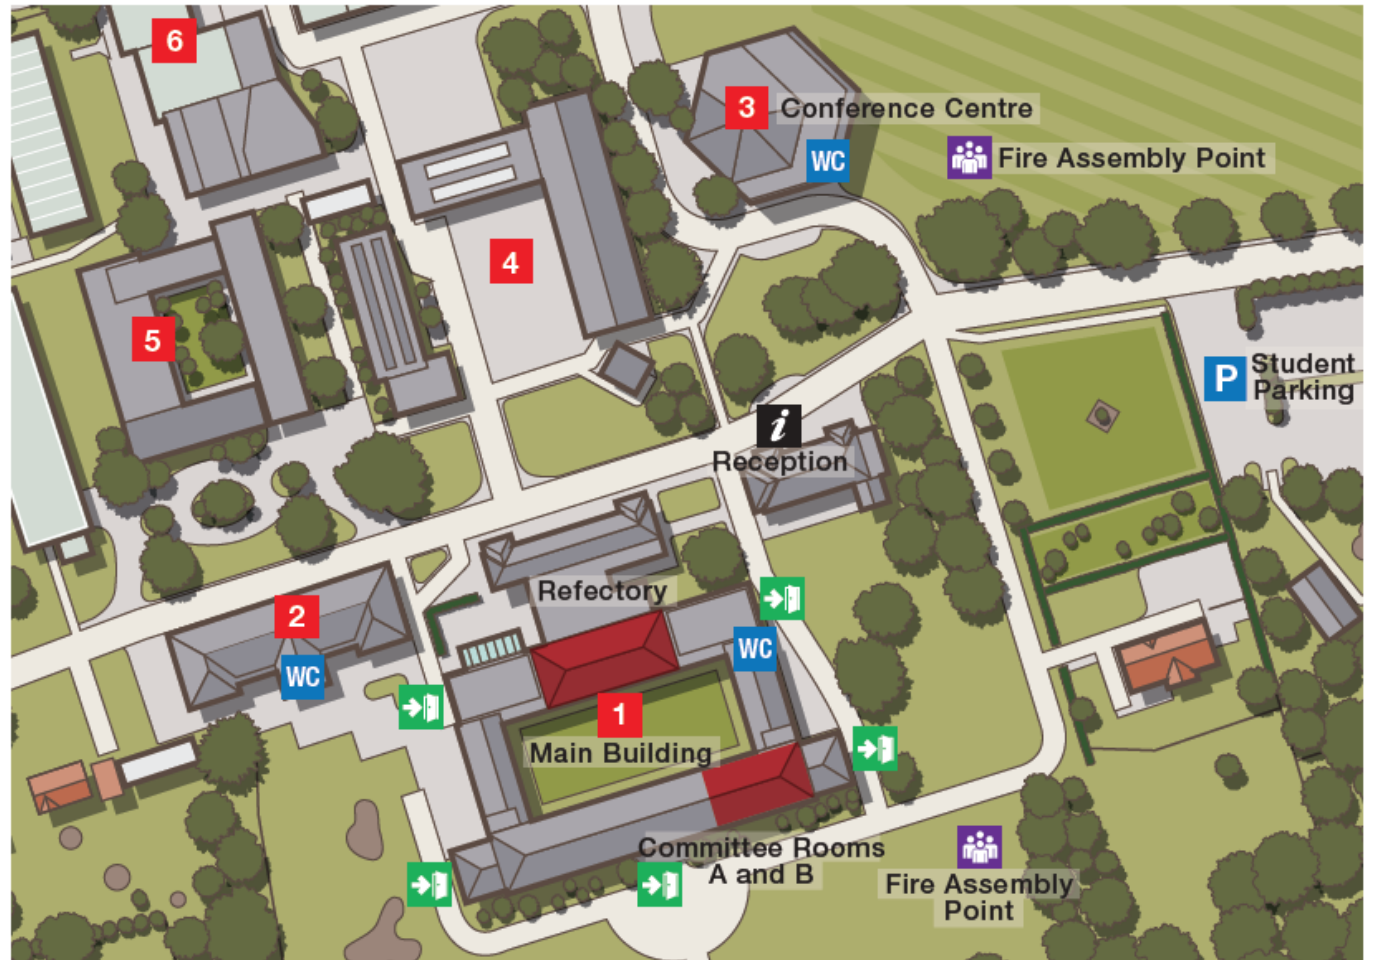 6
3 Conference Centre
WC
Fire Assembly Point
4
5
P Student
Parking
i
Reception
Refectory
2
WC
WC
1
Main Building
Committee Rooms
A and B
Fire Assembly
Point